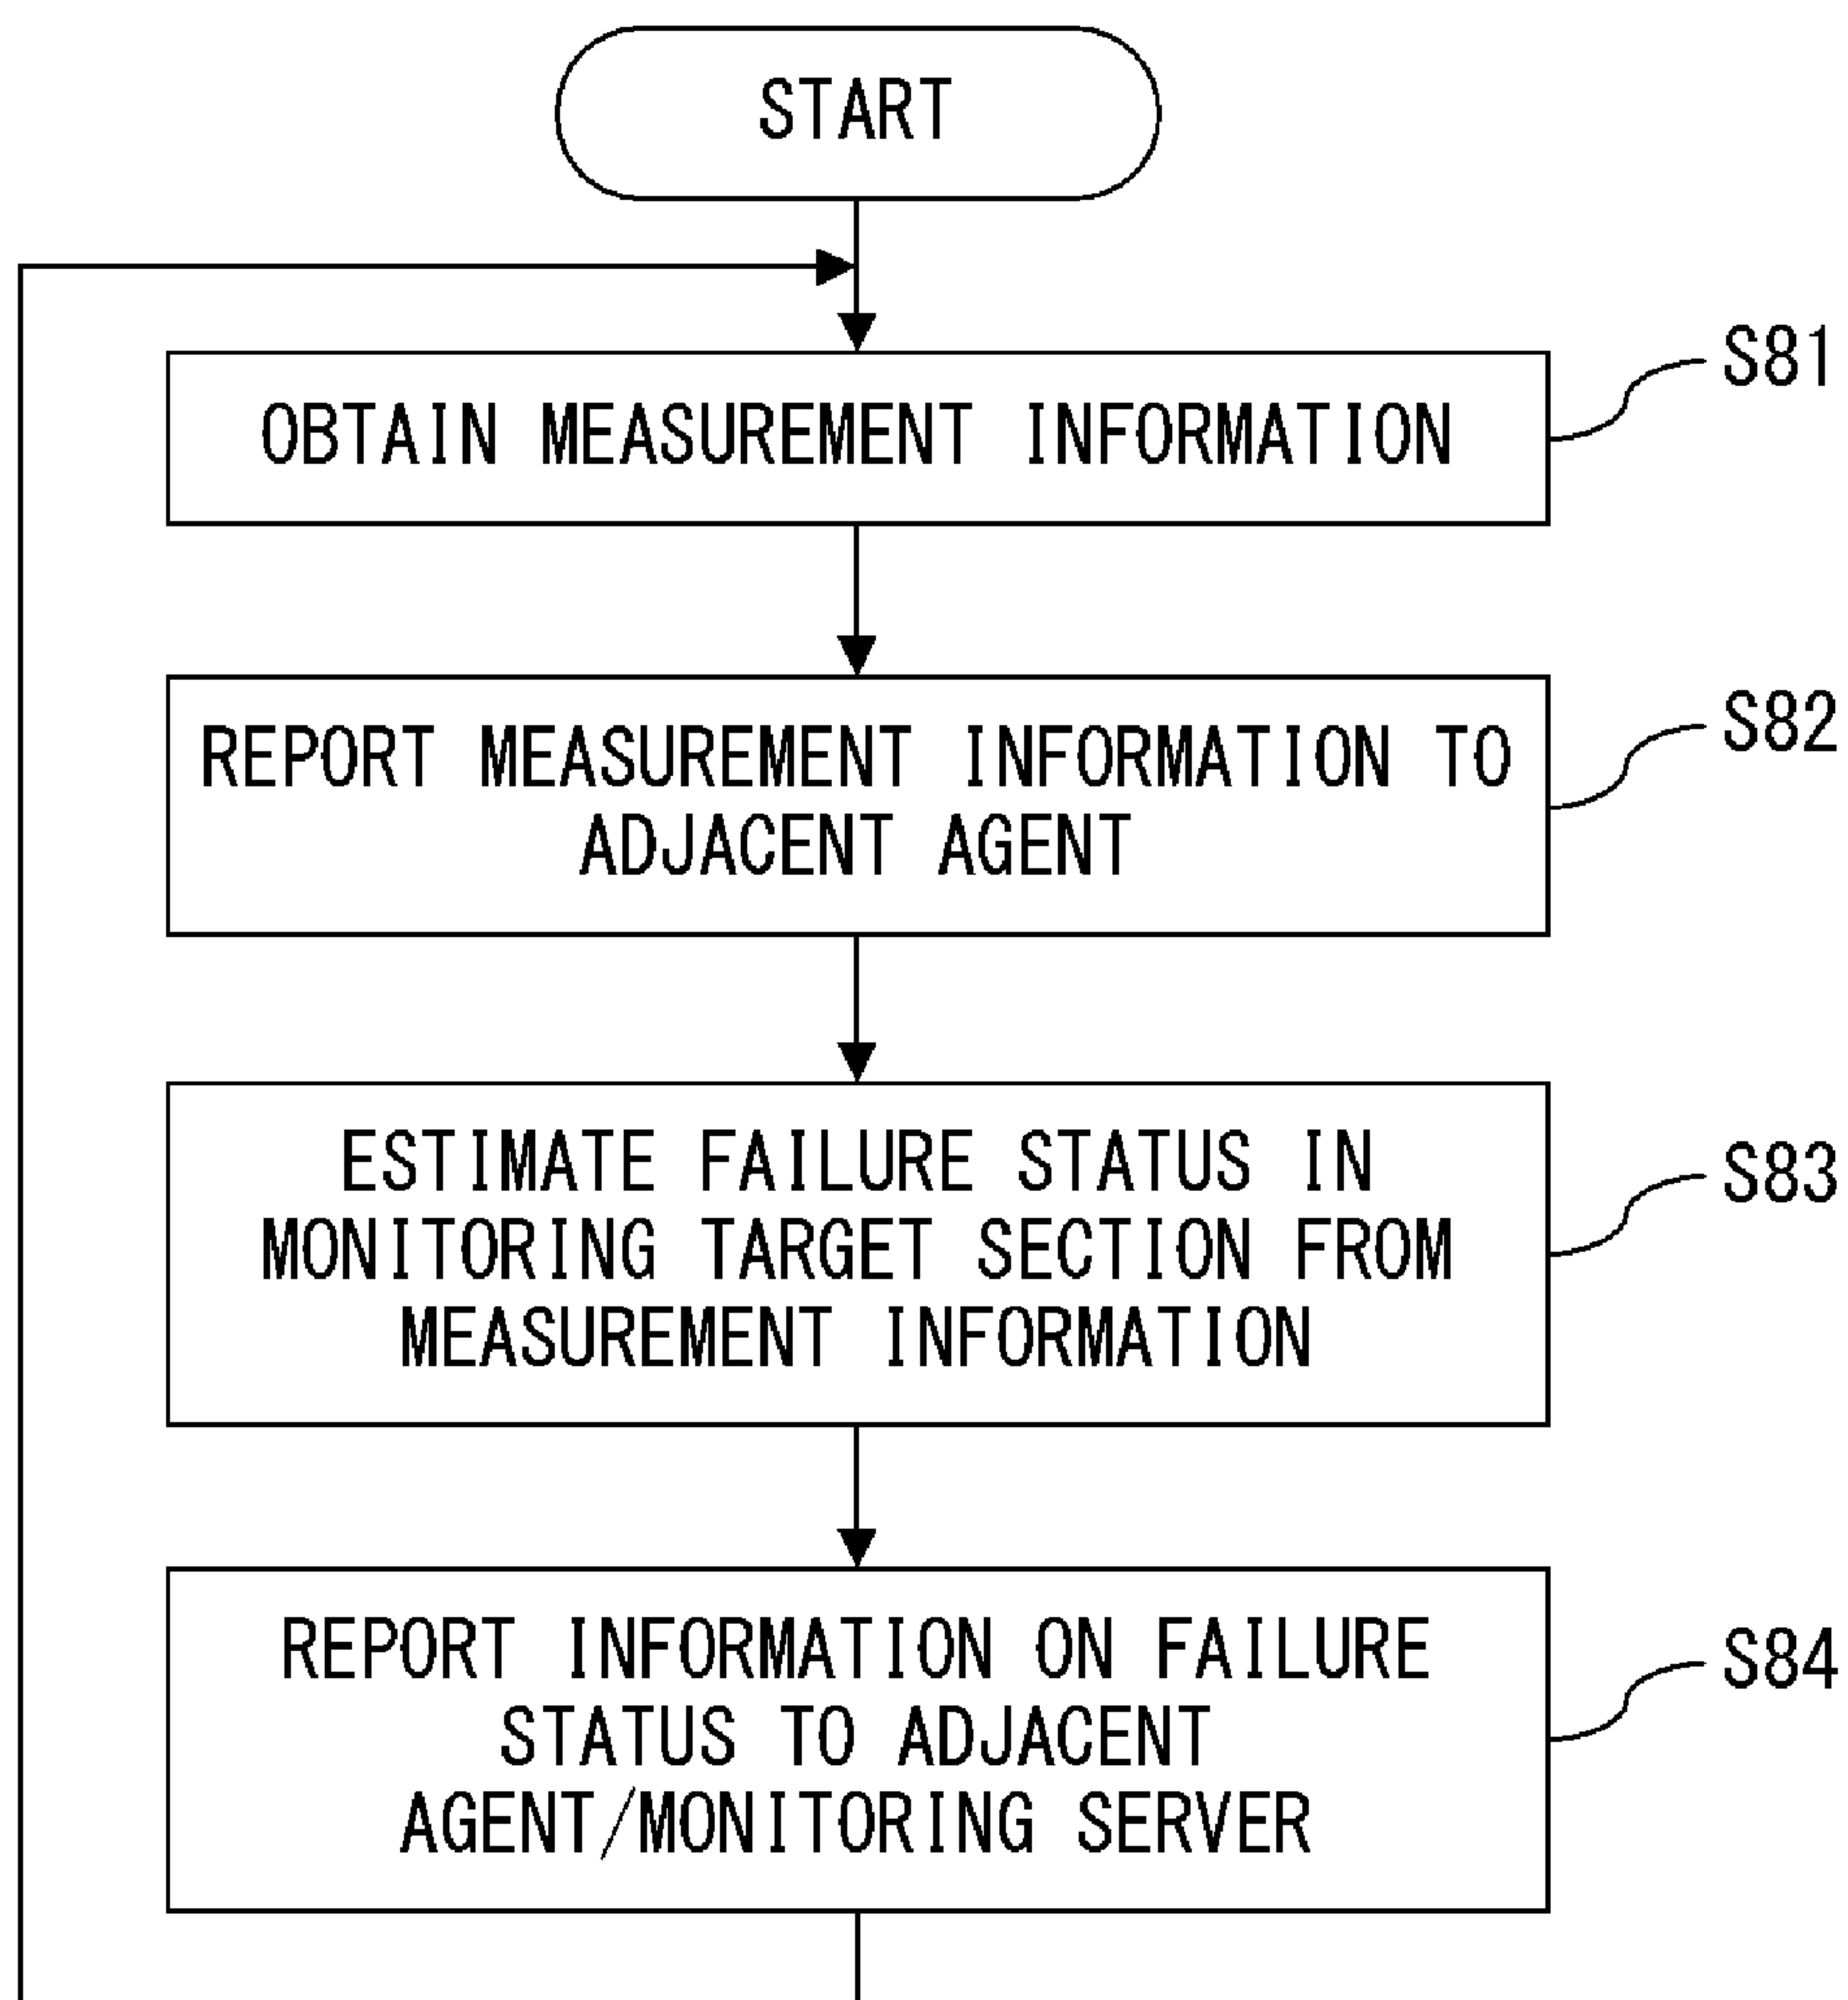 START
S81
OBTAIN MEASUREMENT INFORMATION
S82
REPORT MEASUREMENT INFORMATION TO
ADJACENT AGENT
S83
ESTIMATE FAILURE STATUS IN
MONITORING TARGET SECTION FROM
MEASUREMENT INFORMATION
S84
REPORT INFORMATION ON FAILURE
STATUS TO ADJACENT
AGENT/MONITORING SERVER